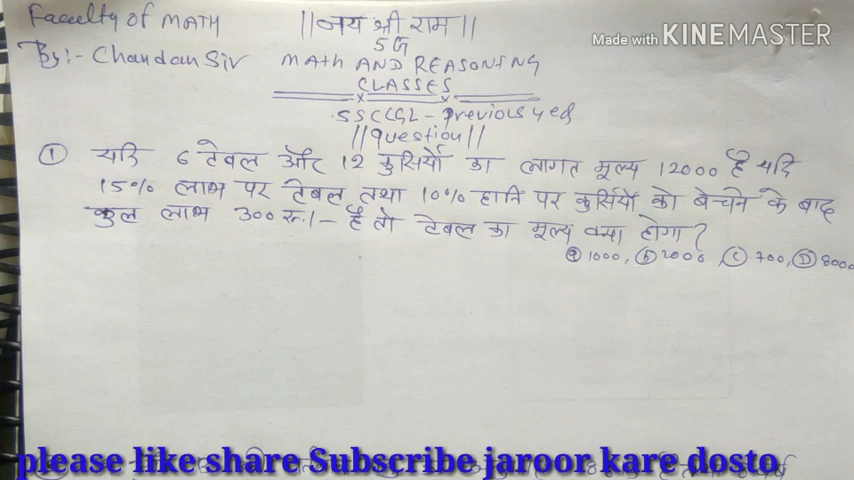 Faculty of MATH
||जय श्री राम||
Made with KINEMASTER
SG
By:- Chandan Sir
MAth AND REASONING
CLASSES
SSC CGL - Previous yed
||Question||
① यदि 6 टेबल और 12 कुर्सियों का लागत मूल्य 12000 है यदि
15% लाभ पर टेबल तथा 10% हानि पर कुर्सियों को बेचने के बाद
कुल लाभ 300 रु./- है तो टेबल का मूल्य क्या होगा?
ⓐ 1000, ⓑ 2000, Ⓒ 700, Ⓓ 8000
please like share Subscribe jaroor kare dosto